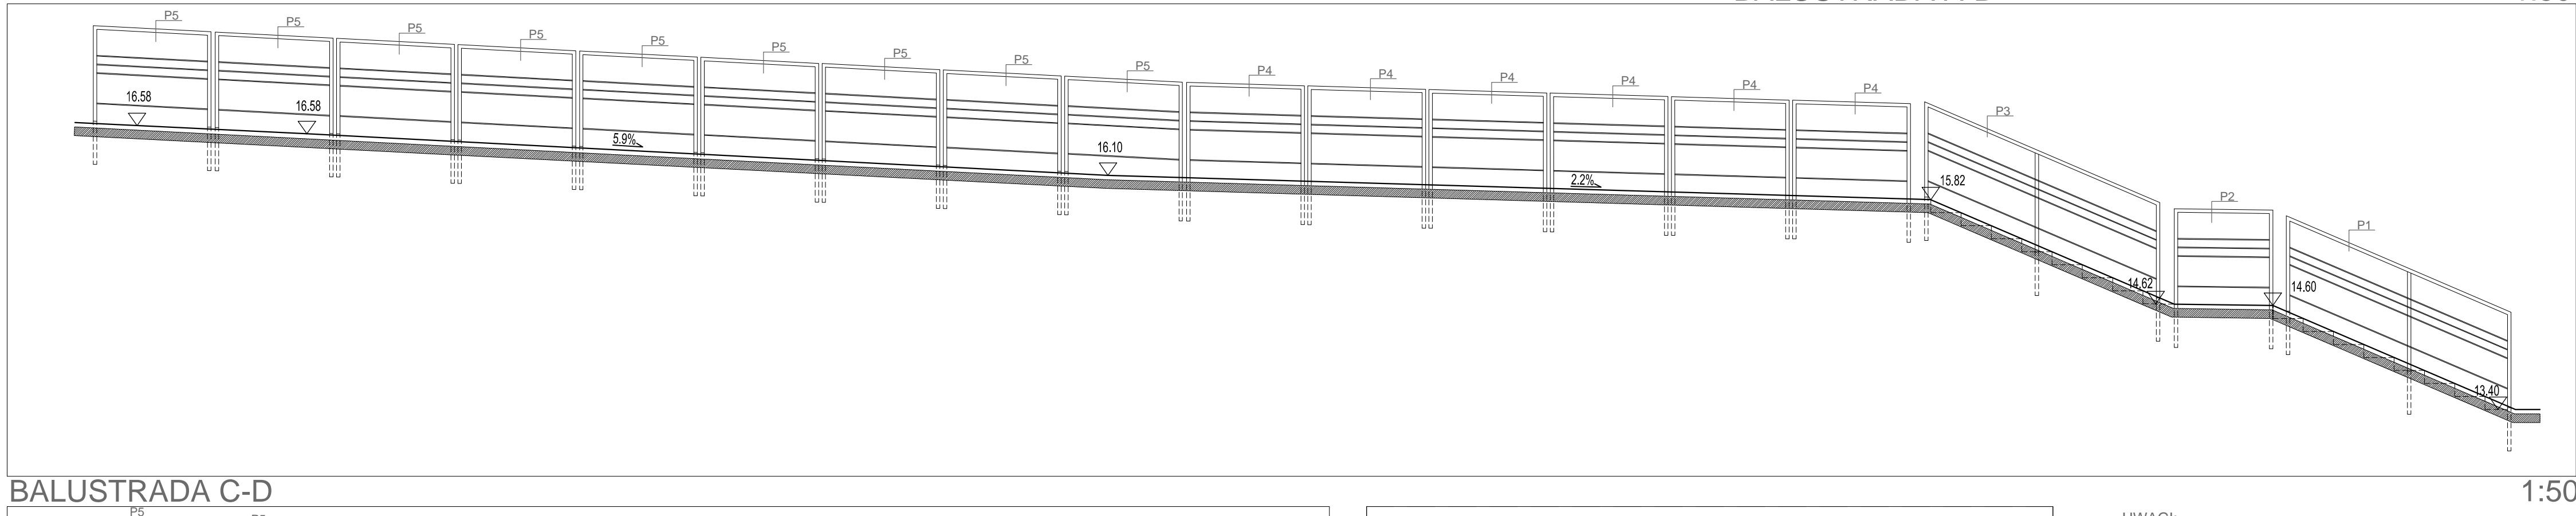 P5
P5
P5
P5
P5
P5
P5
P5
P5
P4
P4
P4
P4
P4
P4
P3
P2
P1
16.58
16.58
5.9%
16.10
2.2%
15.82
14.62
14.60
13.40
BALUSTRADA C-D
1:50
P5